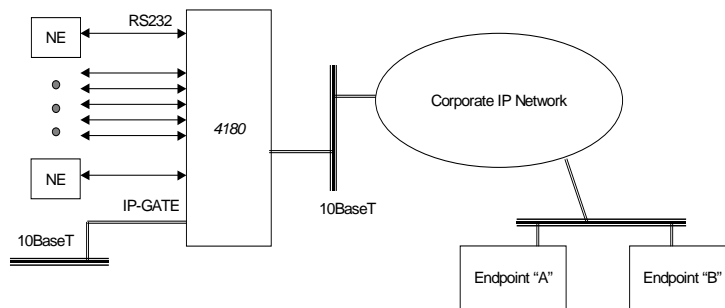 RS232
NE
Corporate IP Network
4180
NE
IP-GATE
10BaseT
10BaseT
Endpoint “A”
Endpoint “B”